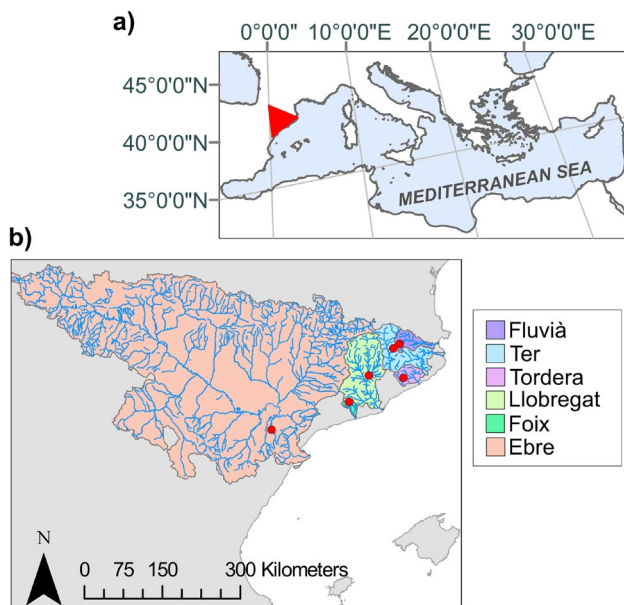 a)
0°0'0" 10°0'0"E 20°0'0"E 30°0'0"E
45°0'0"N
40°0'0"N
35°0'0"N
MEDITERRANEAN SEA
b)
Fluvià
Ter
Tordera
Llobregat
Foix
Ebre
N
0 75 150 300 Kilometers